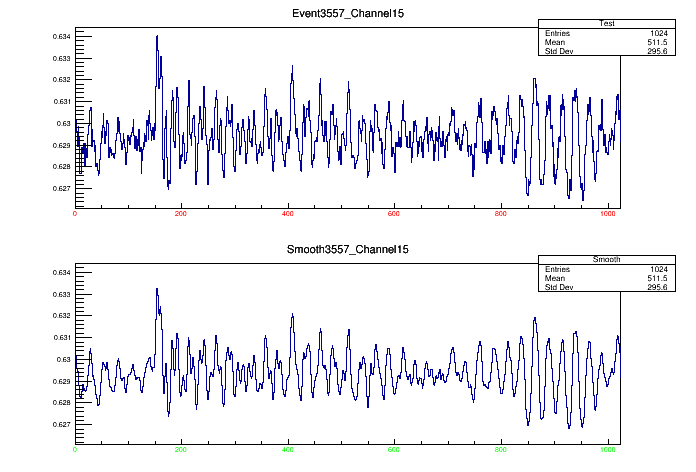 Event3557_Channel15
Test
Entries 1024
Mean 511.5
Std Dev 295.6
0.634
0.633
0.632
0.631
0.63
0.629
0.628
0.627
0 200 400 600 800 1000
Smooth3557_Channel15
Smooth
Entries 1024
Mean 511.5
Std Dev 295.6
0.634
0.633
0.632
0.631
0.63
0.629
0.628
0.627
0 200 400 600 800 1000